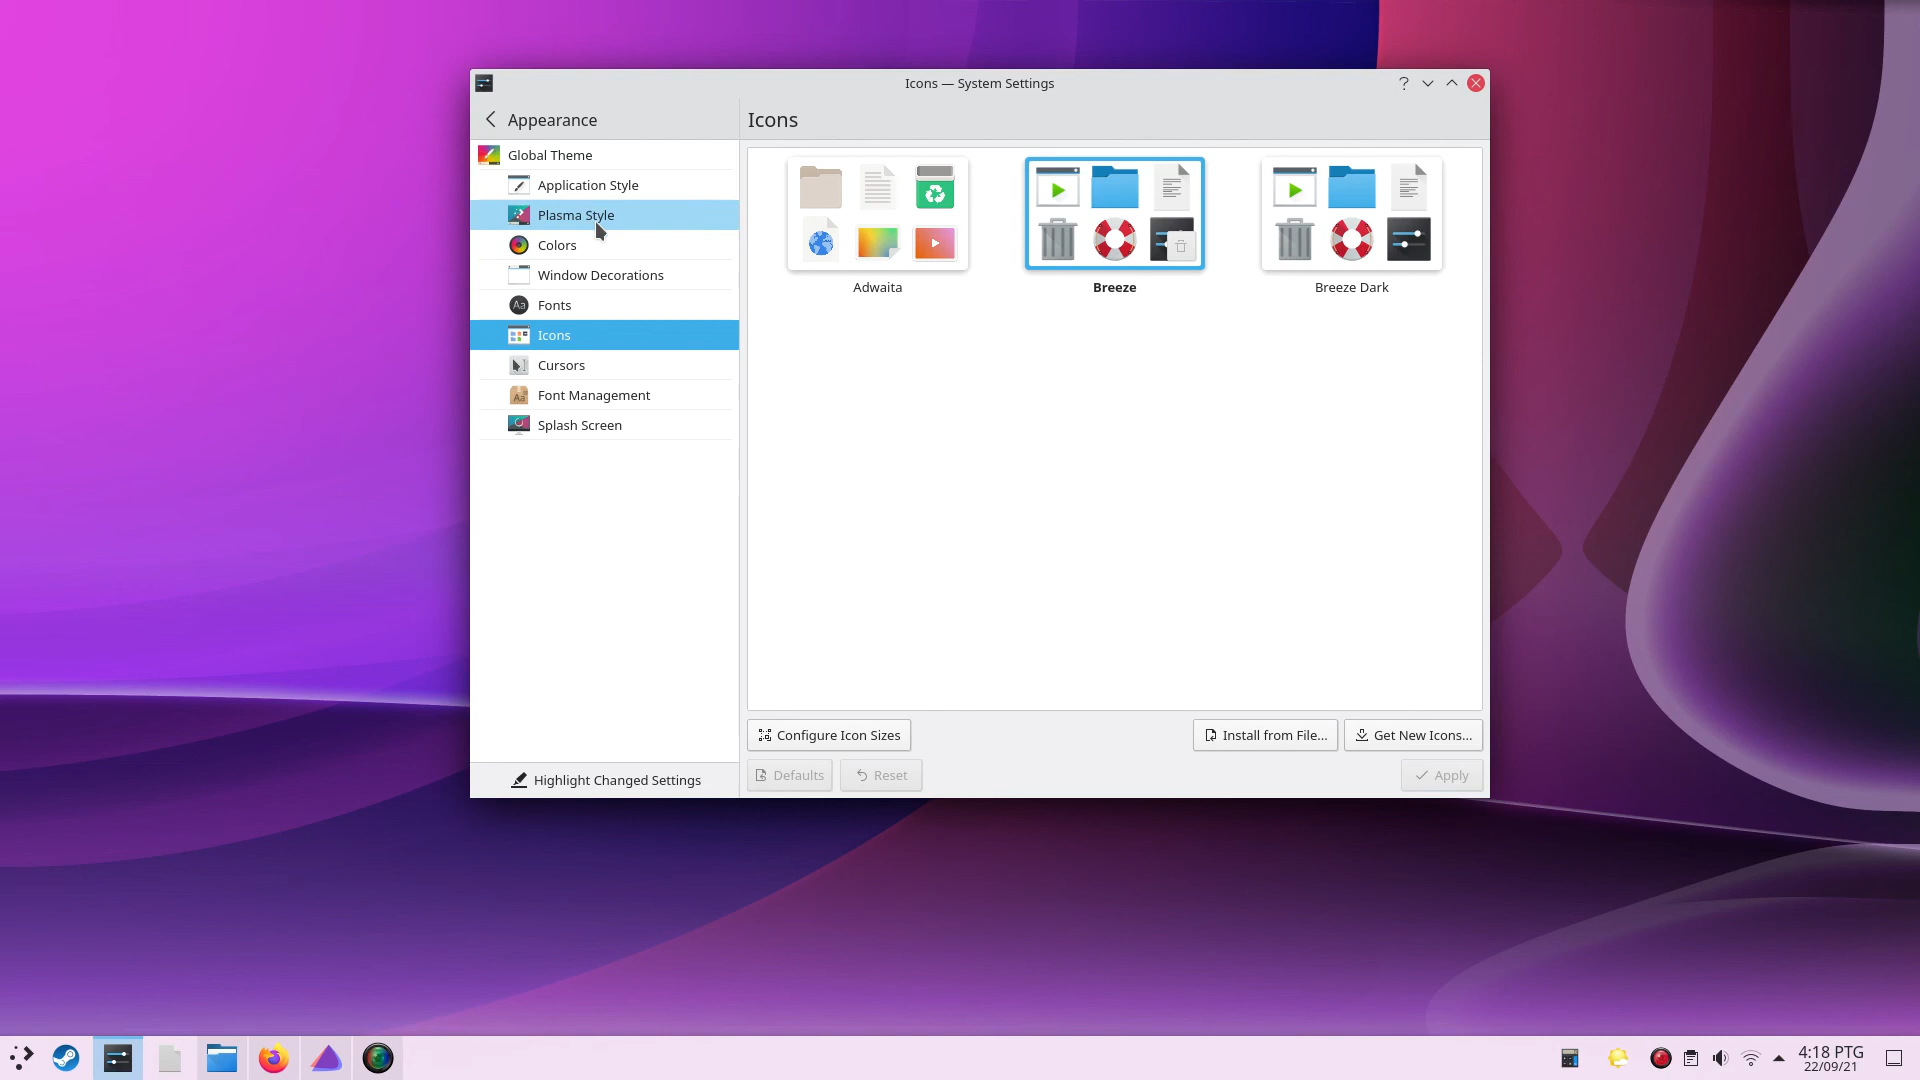 Icons — System Settings
Appearance
Icons
Global Theme
Application Style
Plasma Style
Colors
Window Decorations
Aa Fonts
Icons
Cursors
Aa Font Management
Splash Screen
Adwaita
Breeze
Breeze Dark
Configure Icon Sizes
Install from File...
Get New Icons...
Highlight Changed Settings
Defaults
Reset
Apply
4:18 PTG
22/09/21